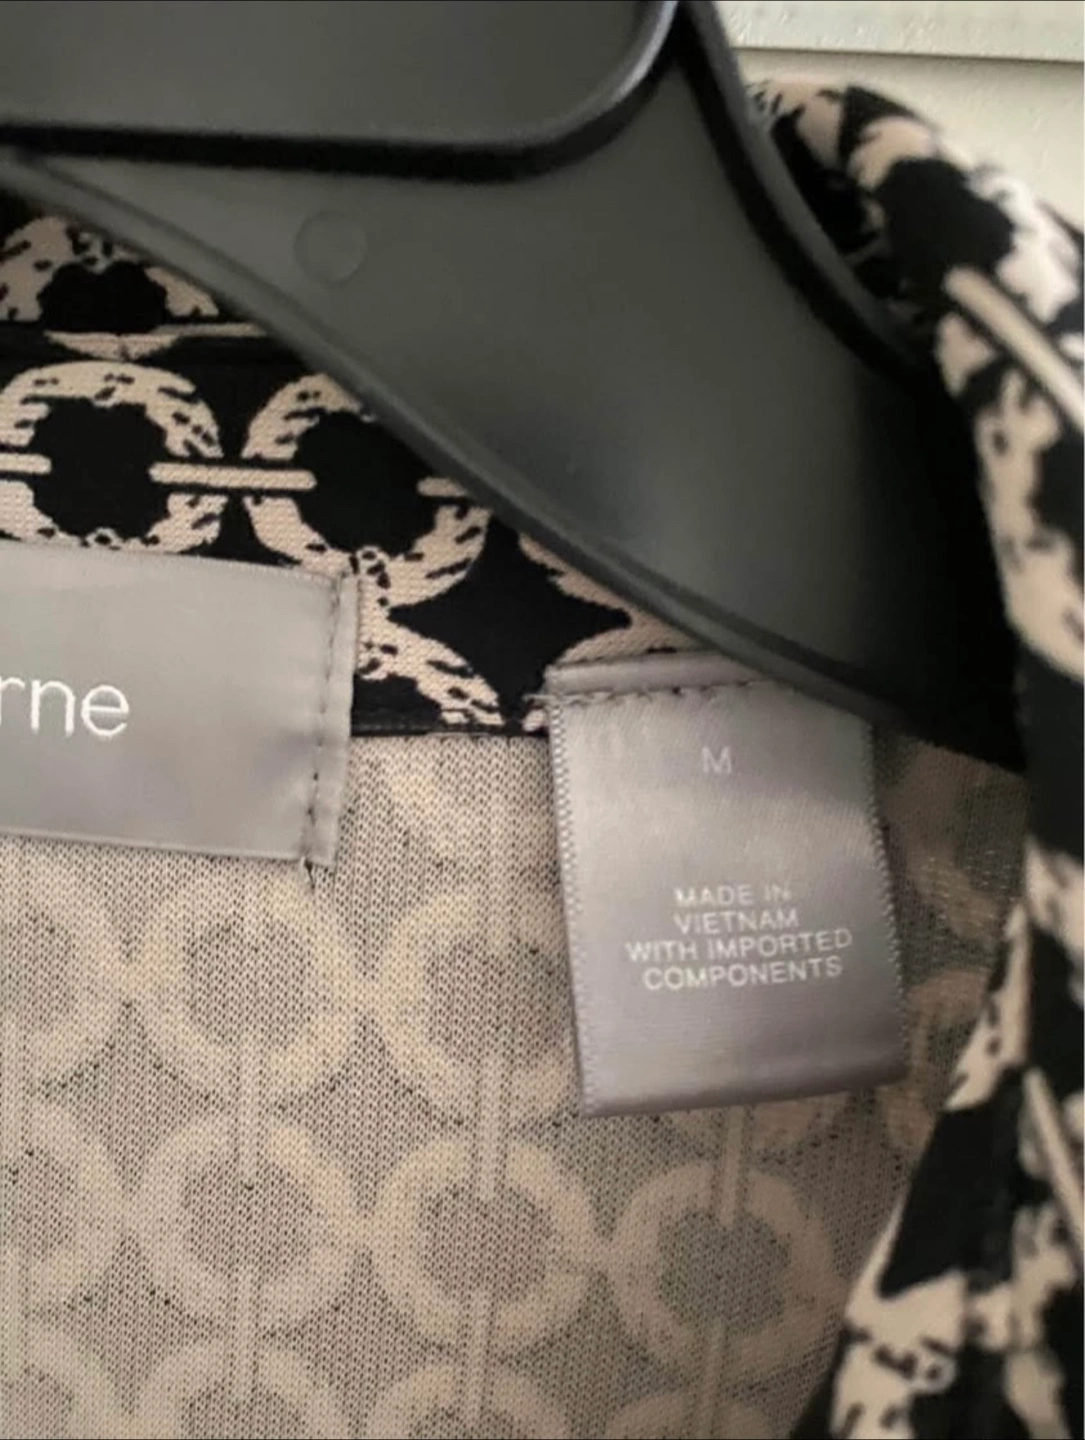 rne
M
MADE IN
VIETNAM
WITH IMPORTED
COMPONENTS